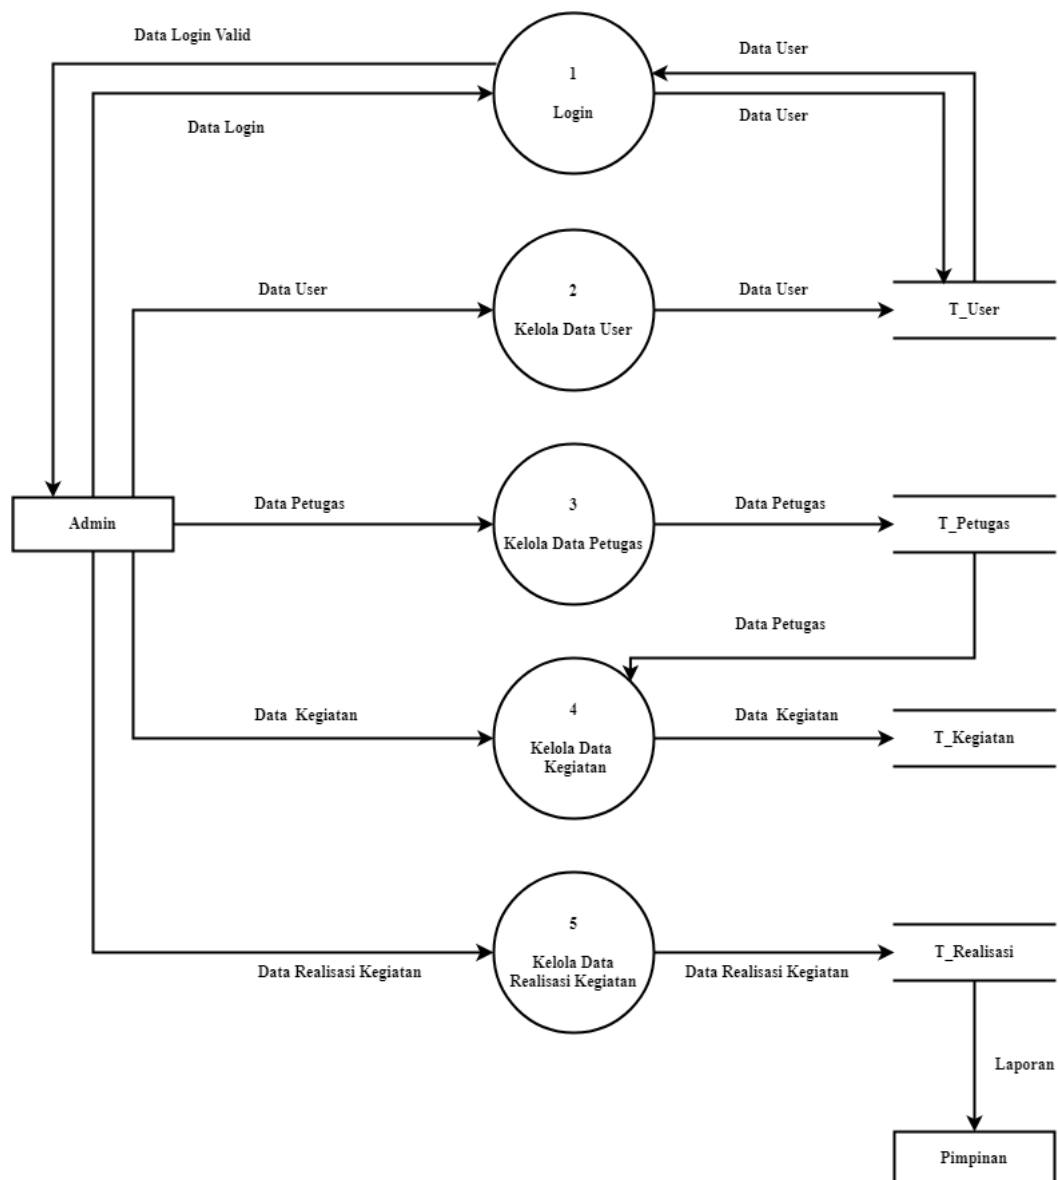 Data Login Valid
Data User
1
Login
Data User
Data Login
Data User
2
Kelola Data User
Data User
T_User
Admin
Data Petugas
3
Kelola Data Petugas
Data Petugas
T_Petugas
Data Petugas
Data  Kegiatan
4
Kelola Data
Kegiatan
Data  Kegiatan
T_Kegiatan
Data Realisasi Kegiatan
5
Kelola Data
Realisasi Kegiatan
Data Realisasi Kegiatan
T_Realisasi
Laporan
Pimpinan